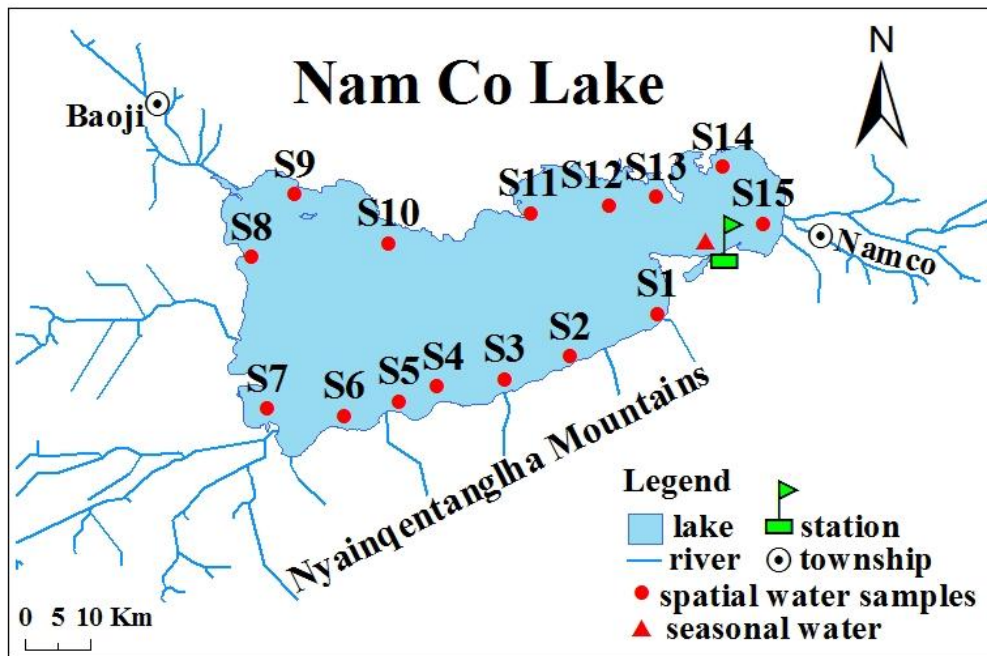 Nam Co Lake
N
Baoji
S9
S14
S13
S12
S11
S15
S10
S8
Namco
S1
S2
S3
S4
S5
S6
S7
Nyainqentanglha Mountains
Legend
lake
station
river
township
spatial water samples
seasonal water
0 5 10 Km